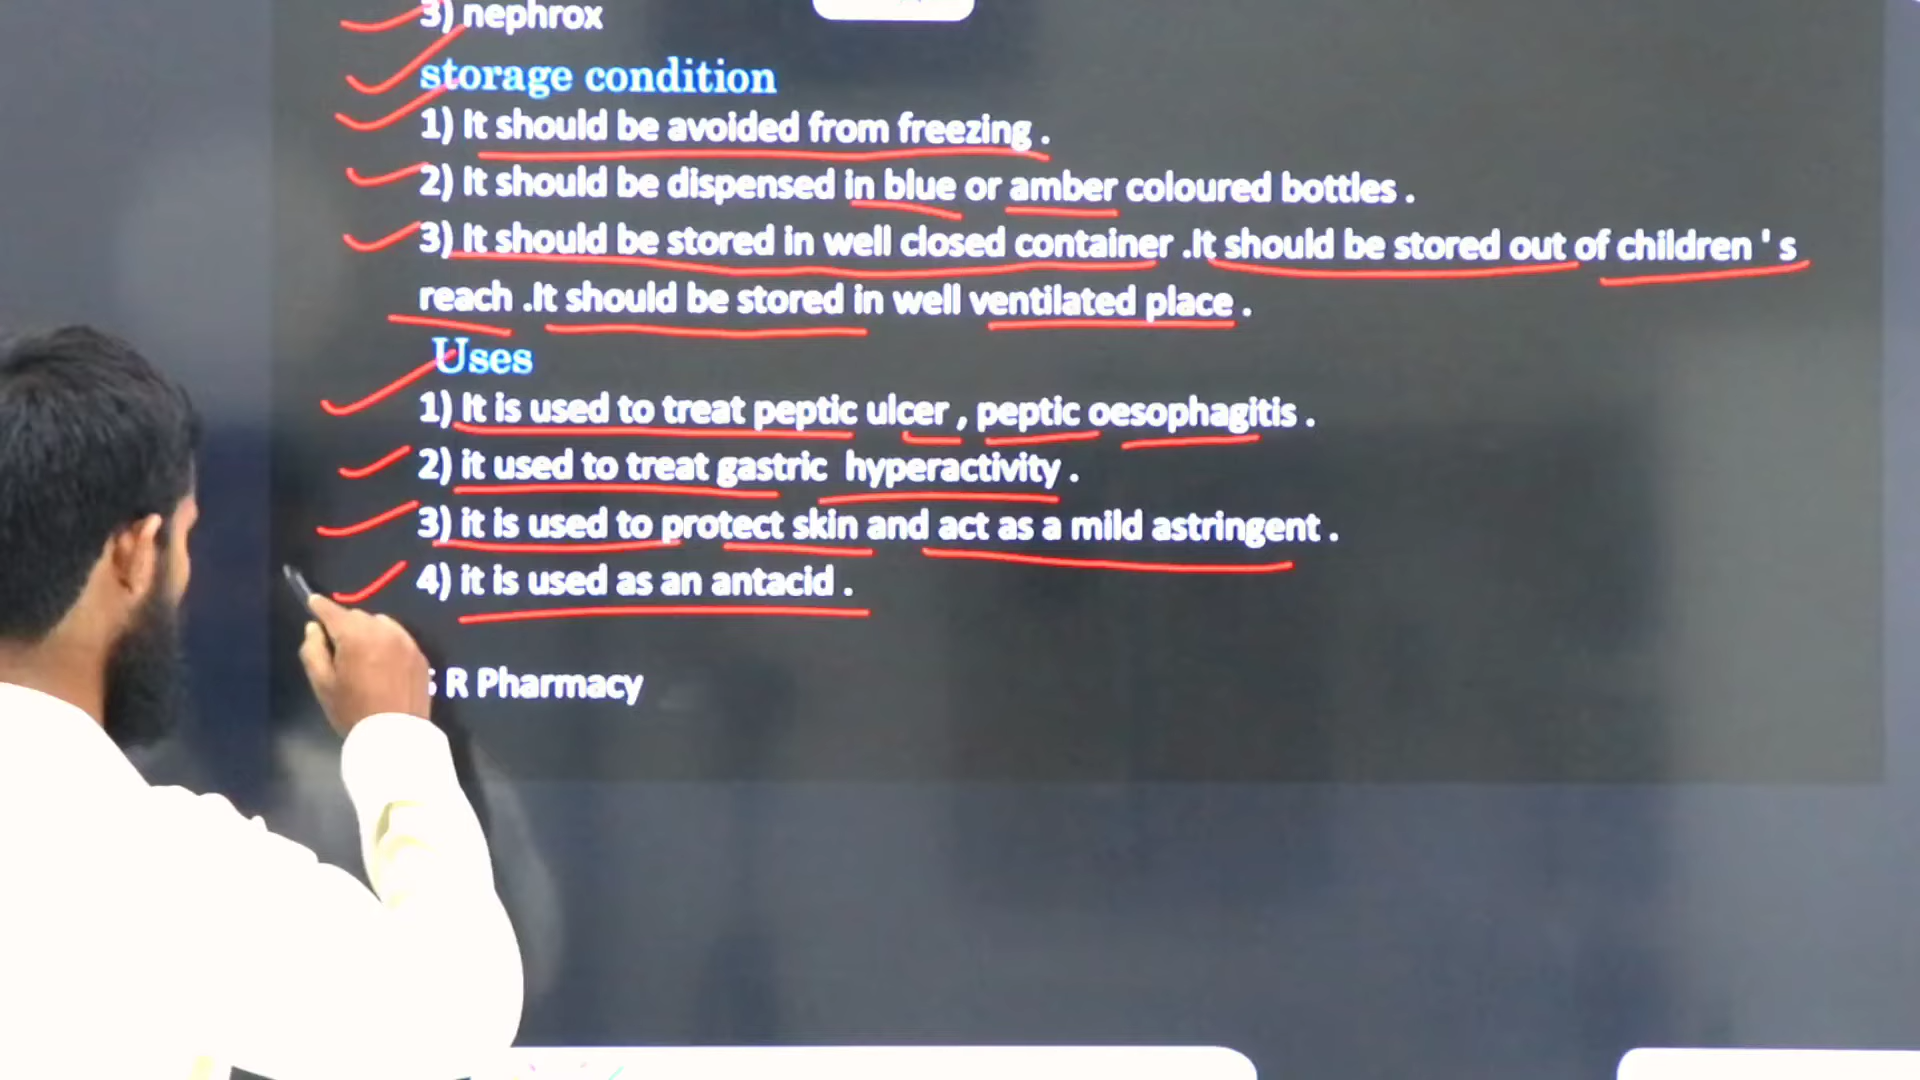 3) nephrox
storage condition
1) It should be avoided from freezing .
2) It should be dispensed in blue or amber coloured bottles .
3) It should be stored in well closed container .It should be stored out of children ' s
reach .It should be stored in well ventilated place .
Uses
1) It is used to treat peptic ulcer , peptic oesophagitis .
2) it used to treat gastric hyperactivity .
3) it is used to protect skin and act as a mild astringent .
4) it is used as an antacid .
R Pharmacy